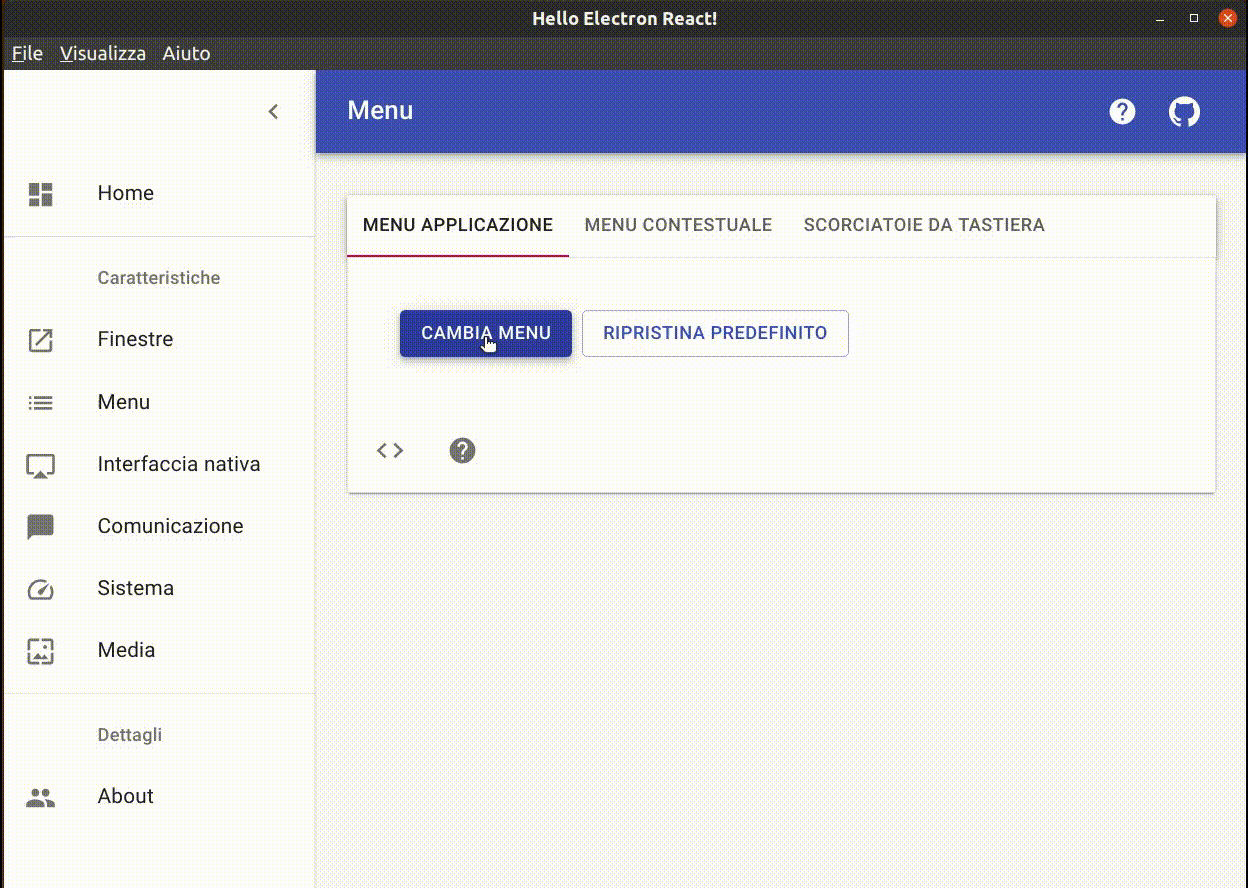 Hello Electron React!
File Visualizza Aiuto
Menu
Home
Caratteristiche
Finestre
Menu
Interfaccia nativa
Comunicazione
Sistema
Media
Dettagli
About
MENU APPLICAZIONE MENU CONTESTUALE SCORCIATOIE DA TASTIERA
CAMBIA MENU RIPRISTINA PREDEFINITO